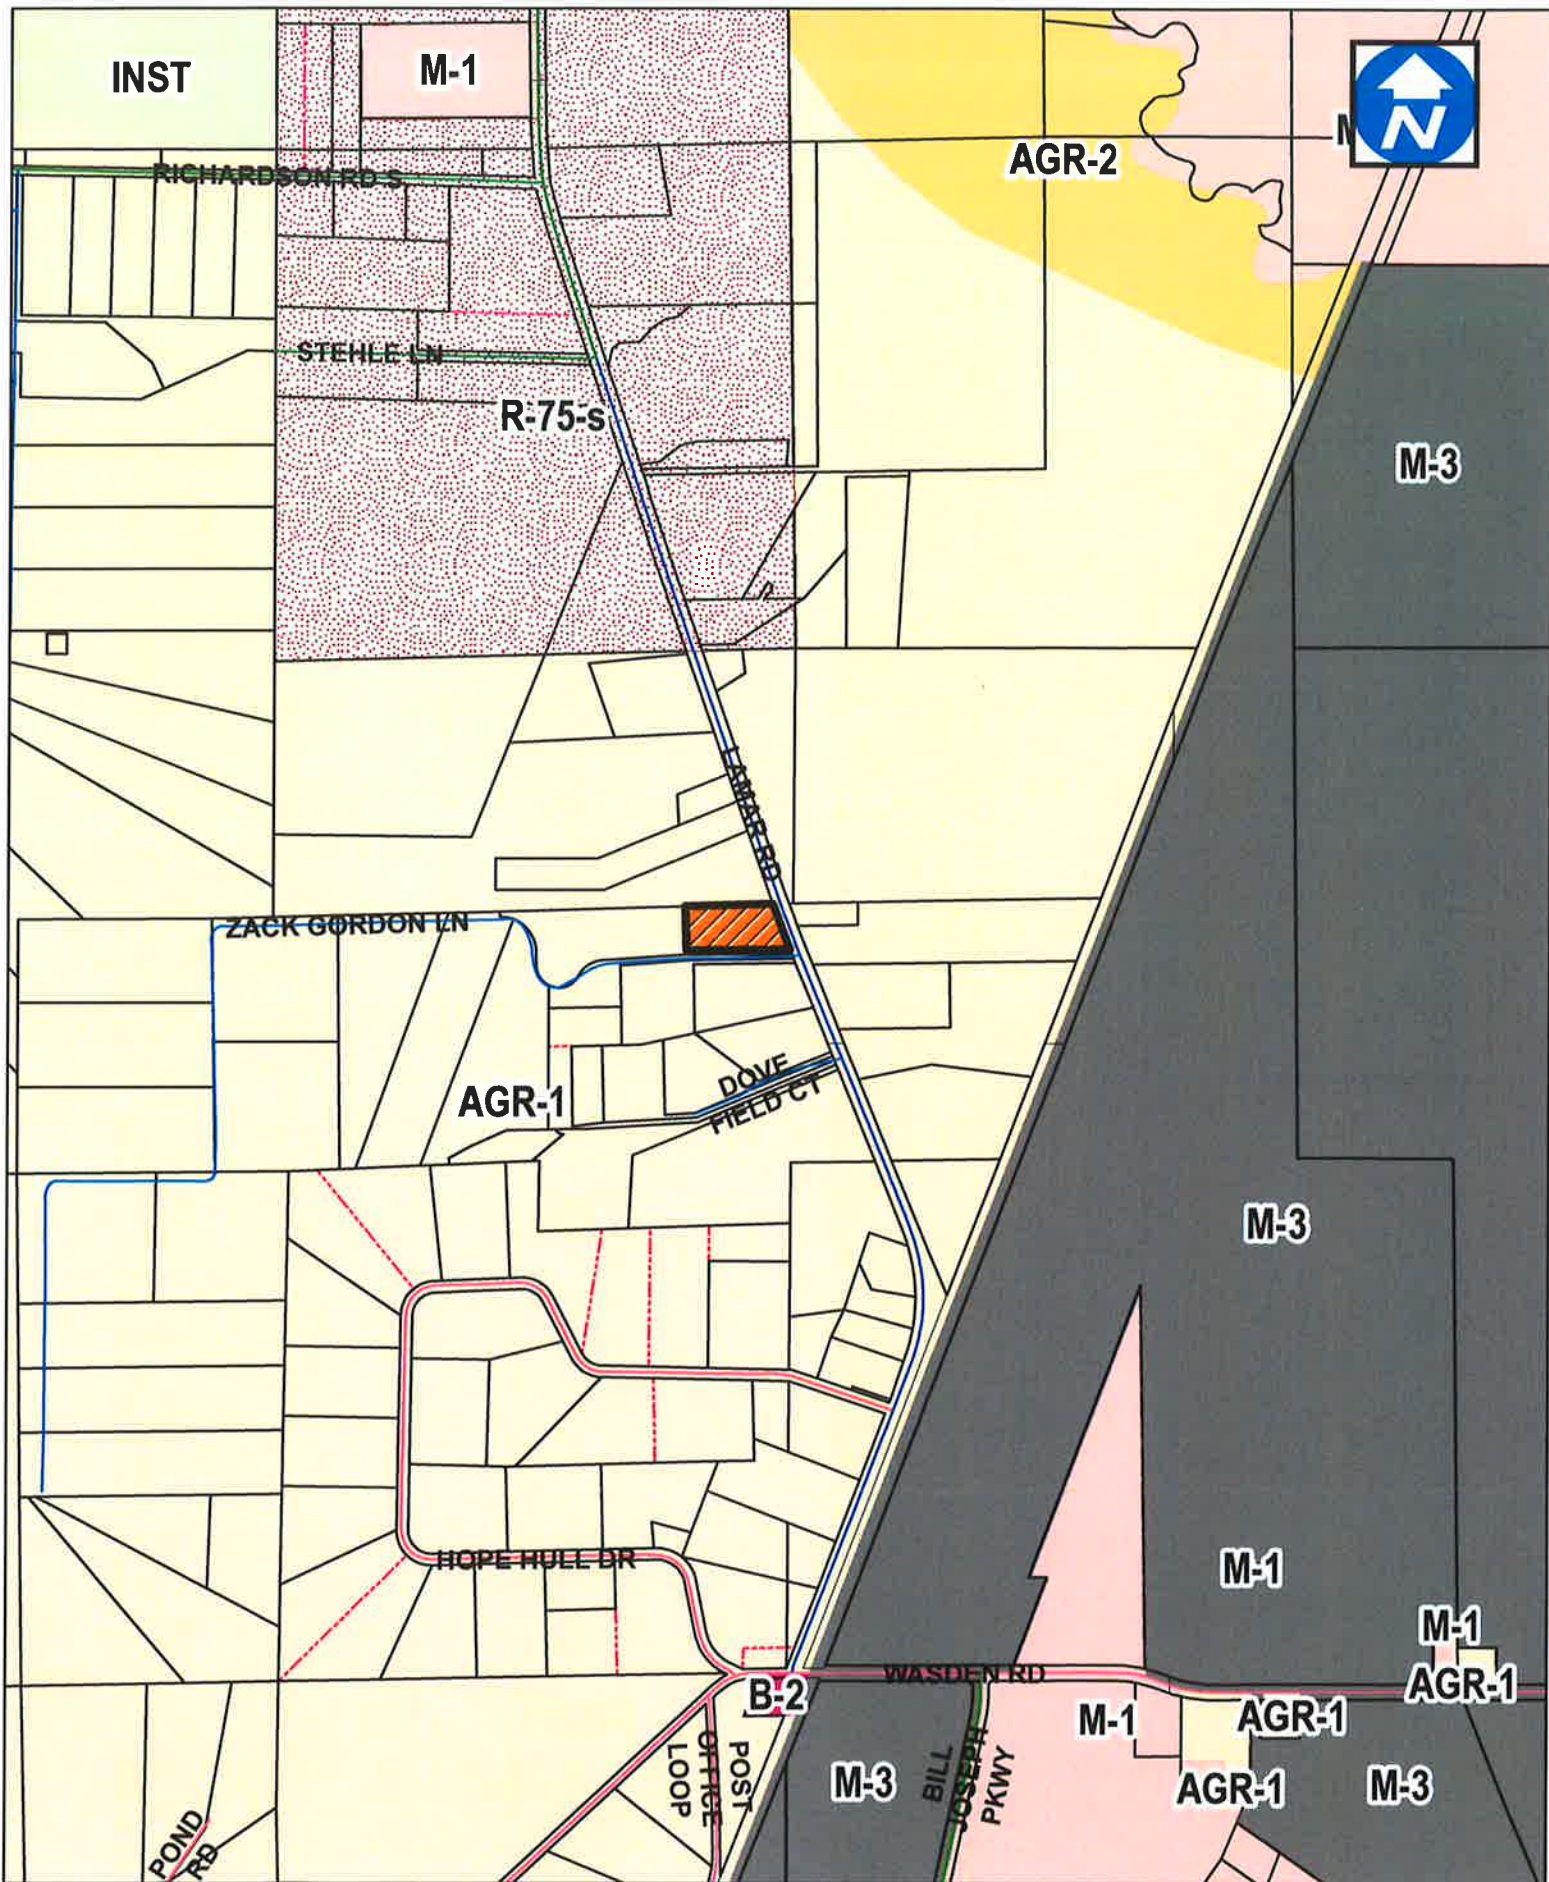 INST
M-1
N
AGR-2
RICHARDSON RD S
STEHLE LN
R-75-s
M-3
LAMAR RD
ZACK GORDON LN
AGR-1
DOVE
FIELD CT
M-3
HOPE HULL DR
M-1
M-1
WASDEN RD
AGR-1
B-2
M-1
AGR-1
POST
OFFICE
LOOP
BILL
JOSEPH
PKWY
M-3
AGR-1
M-3
POND
RD